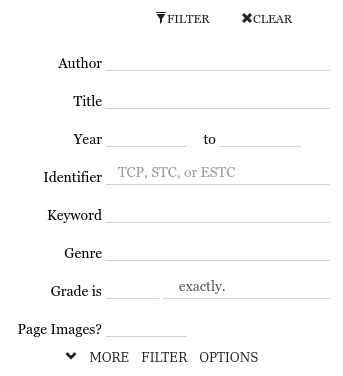 FILTER CLEAR
Author
Title
Year to
Identifier TCP, STC, or ESTC
Keyword
Genre
Grade is exactly.
Page Images?
MORE FILTER OPTIONS